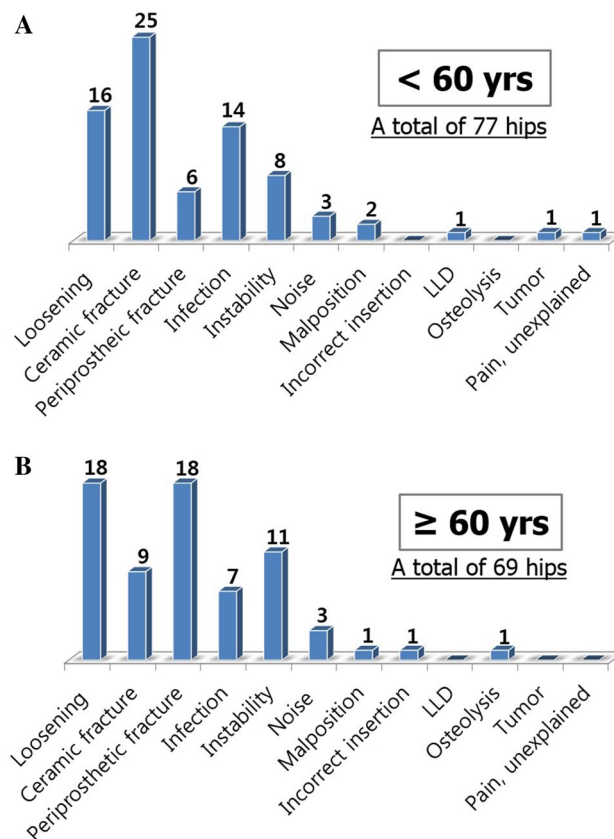 A
25
16
14
8
6
3
2
1
1
1
< 60 yrs
A total of 77 hips
Loosening
Ceramic fracture
Periprostheic fracture
Infection
Instability
Noise
Malposition
Incorrect insertion
LLD
Osteolysis
Tumor
Pain, unexplained
B
18
18
11
9
7
3
1
1
1
≥ 60 yrs
A total of 69 hips
Loosening
Ceramic fracture
Periprosthetic fracture
Infection
Instability
Noise
Malposition
Incorrect insertion
LLD
Osteolysis
Tumor
Pain, unexplained